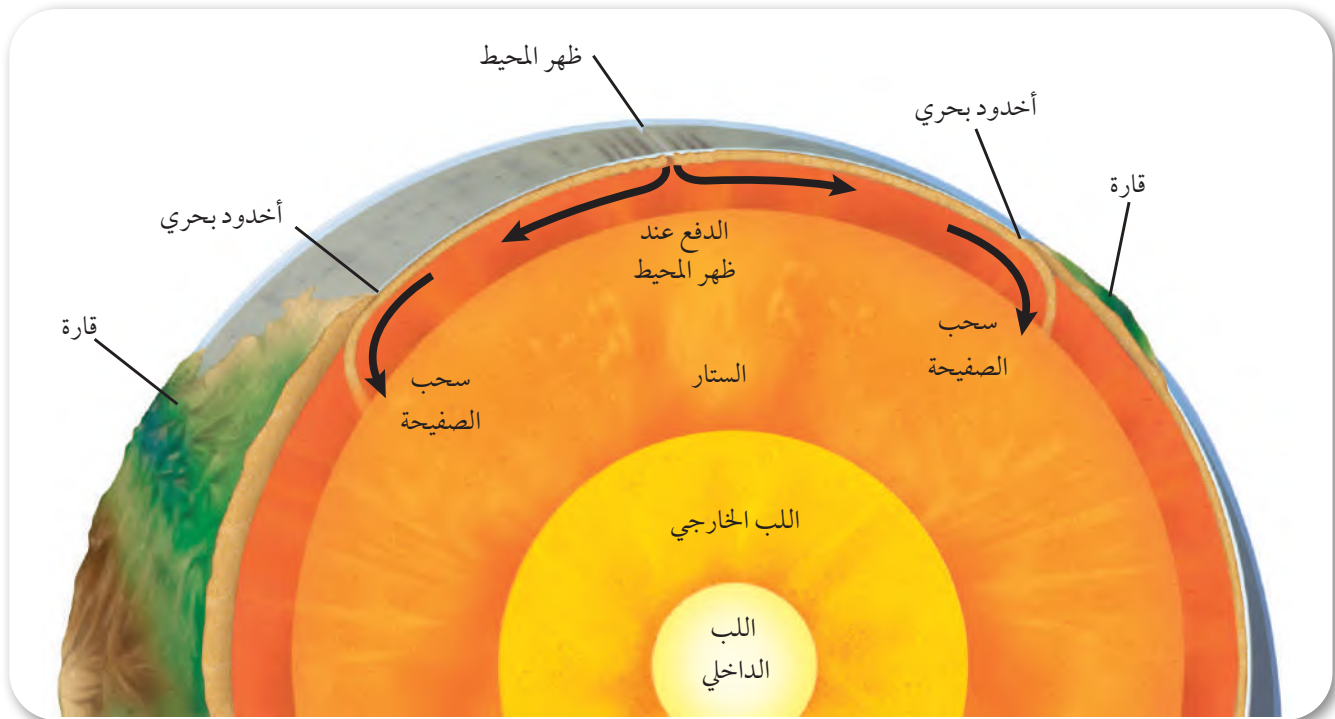 ظهر المحيط
أخدود بحري
قارة
أخدود بحري
الدفع عند
ظهر المحيط
قارة
سحب
الصفيحة
سحب
الصفيحة
الستار
اللب الخارجي
اللب
الداخلي